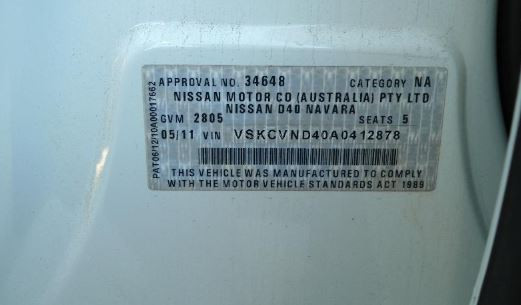 APPROVAL NO. 34648 CATEGORY NA
NISSAN MOTOR CO (AUSTRALIA) PTY LTD
NISSAN D40 NAVARA
GVM 2805 SEATS 5
05/11 VIN VSKCVND40A0412878
THIS VEHICLE WAS MANUFACTURED TO COMPLY
WITH THE MOTOR VEHICLE STANDARDS ACT 1989
PAT06/12/10A00017662